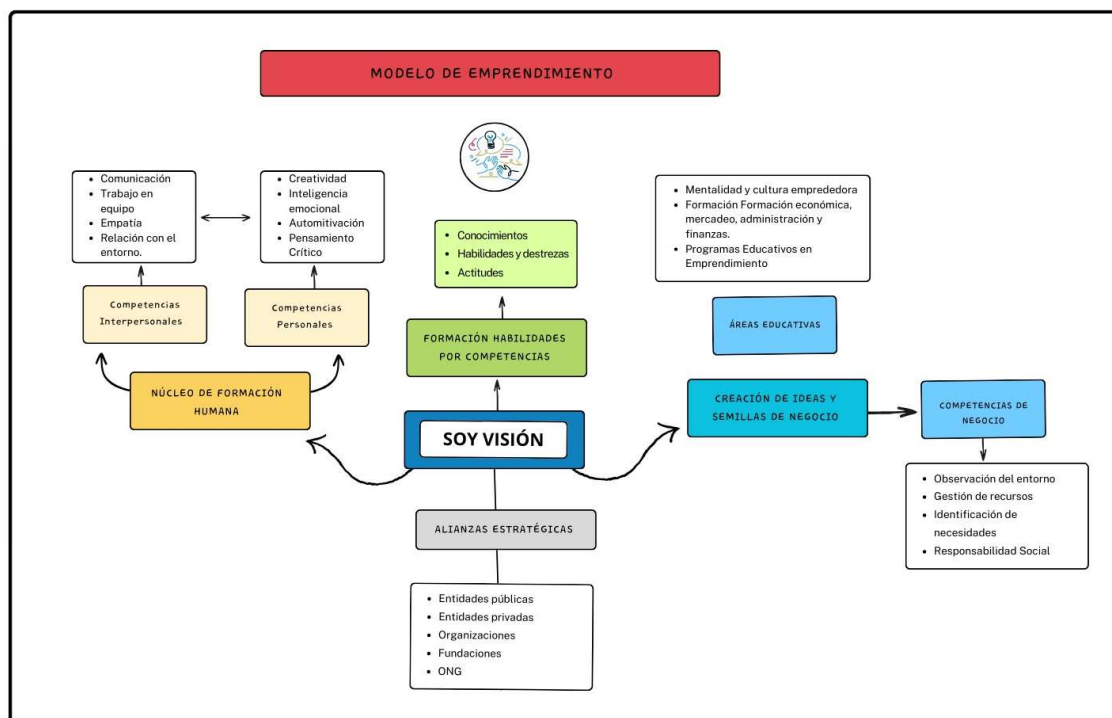 MODELO DE EMPRENDIMIENTO
• Comunicación
• Trabajo en
equipo
• Empatía
• Relación con el
entorno.
• Creatividad
• Inteligencia
emocional
• Automitivación
• Pensamiento
Crítico
Competencias
Interpersonales
Competencias
Personales
NÚCLEO DE FORMACIÓN
HUMANA
• Conocimientos
• Habilidades y destrezas
• Actitudes
FORMACIÓN HABILIDADES
POR COMPETENCIAS
SOY VISIÓN
ALIANZAS ESTRATÉGICAS
• Entidades públicas
• Entidades privadas
• Organizaciones
• Fundaciones
• ONG
• Mentalidad y cultura emprededora
• Formación Formación económica,
mercadeo, administración y
finanzas.
• Programas Educativos en
Emprendimiento
ÁREAS EDUCATIVAS
CREACIÓN DE IDEAS Y
SEMILLAS DE NEGOCIO
COMPETENCIAS DE
NEGOCIO
• Observación del entorno
• Gestión de recursos
• Identificación de
necesidades
• Responsabilidad Social